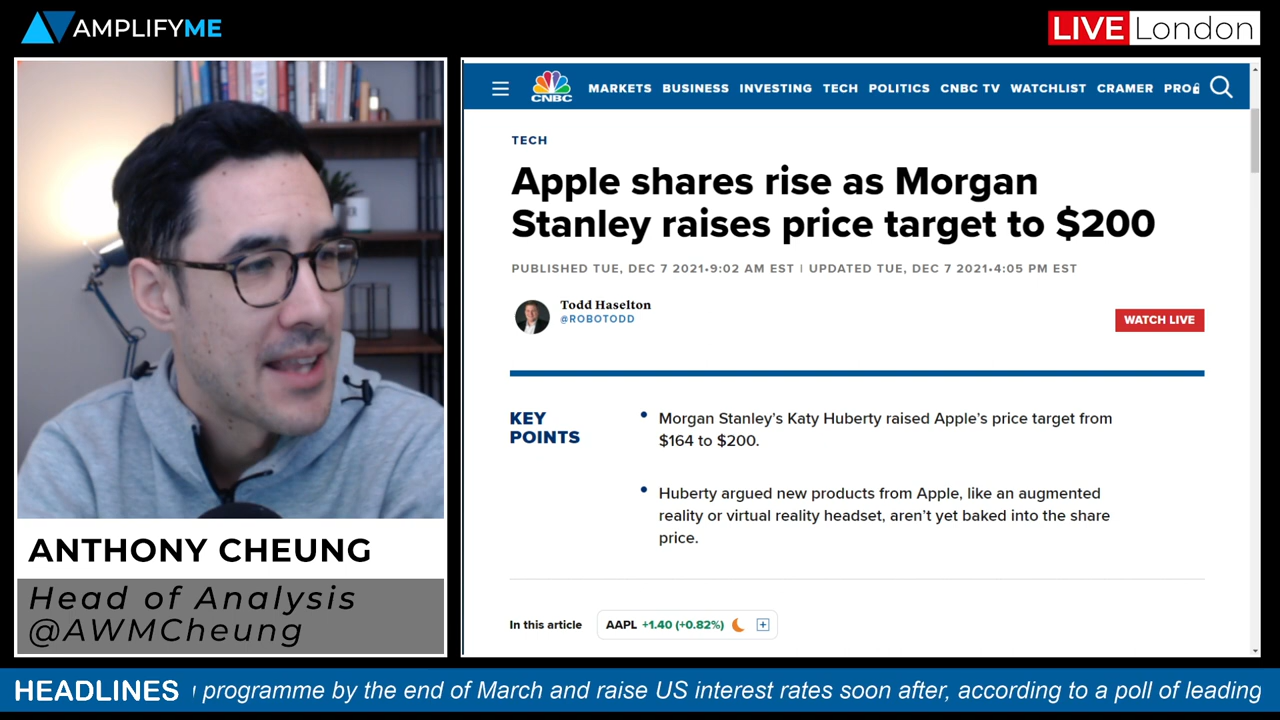 AMPLIFYME
LIVE London
CNBC
MARKETS BUSINESS INVESTING TECH POLITICS CNBC TV WATCHLIST CRAMER PRO
TECH
Apple shares rise as Morgan
Stanley raises price target to $200
PUBLISHED TUE, DEC 7 2021•9:02 AM EST | UPDATED TUE, DEC 7 2021•4:05 PM EST
Todd Haselton
@ROBOTODD
WATCH LIVE
KEY
POINTS
• Morgan Stanley's Katy Huberty raised Apple's price target from
$164 to $200.
• Huberty argued new products from Apple, like an augmented
reality or virtual reality headset, aren't yet baked into the share
price.
In this article
AAPL +1.40 (+0.82%)
ANTHONY CHEUNG
Head of Analysis
@AWMCheung
HEADLINES programme by the end of March and raise US interest rates soon after, according to a poll of leading